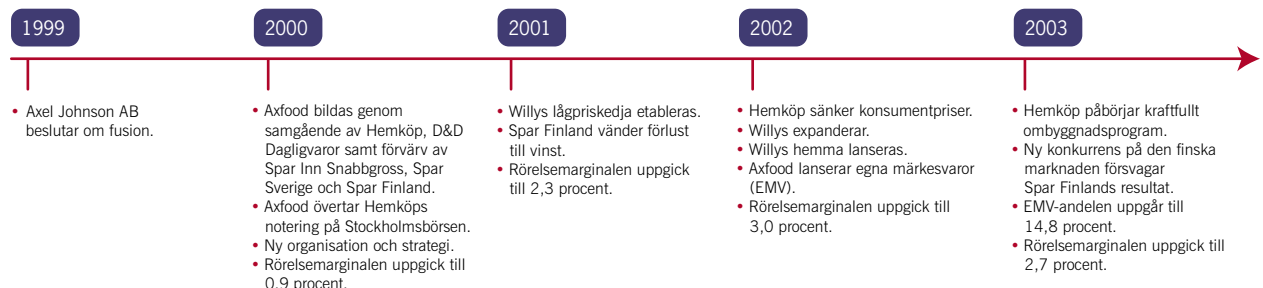 1999
• Axel Johnson AB
beslutar om fusion.
2000
• Axfood bildas genom
samgående av Hemköp, D&D
Dagligvaror samt förvärv av
Spar Inn Snabbgross, Spar
Sverige och Spar Finland.
• Axfood övertar Hemköps
notering på Stockholmsbörsen.
• Ny organisation och strategi.
• Rörelsemarginalen uppgick till
0,9 procent.
2001
• Willys lågpriskedja etableras.
• Spar Finland vänder förlust
till vinst.
• Rörelsemarginalen uppgick
till 2,3 procent.
2002
• Hemköp sänker konsumentpriser.
• Willys expanderar.
• Willys hemma lanseras.
• Axfood lanserar egna märkesvaror
(EMV).
• Rörelsemarginalen uppgick till
3,0 procent.
2003
• Hemköp påbörjar kraftfullt
ombyggnadsprogram.
• Ny konkurrens på den finska
marknaden försvagar
Spar Finlands resultat.
• EMV-andelen uppgår till
14,8 procent.
• Rörelsemarginalen uppgick till
2,7 procent.